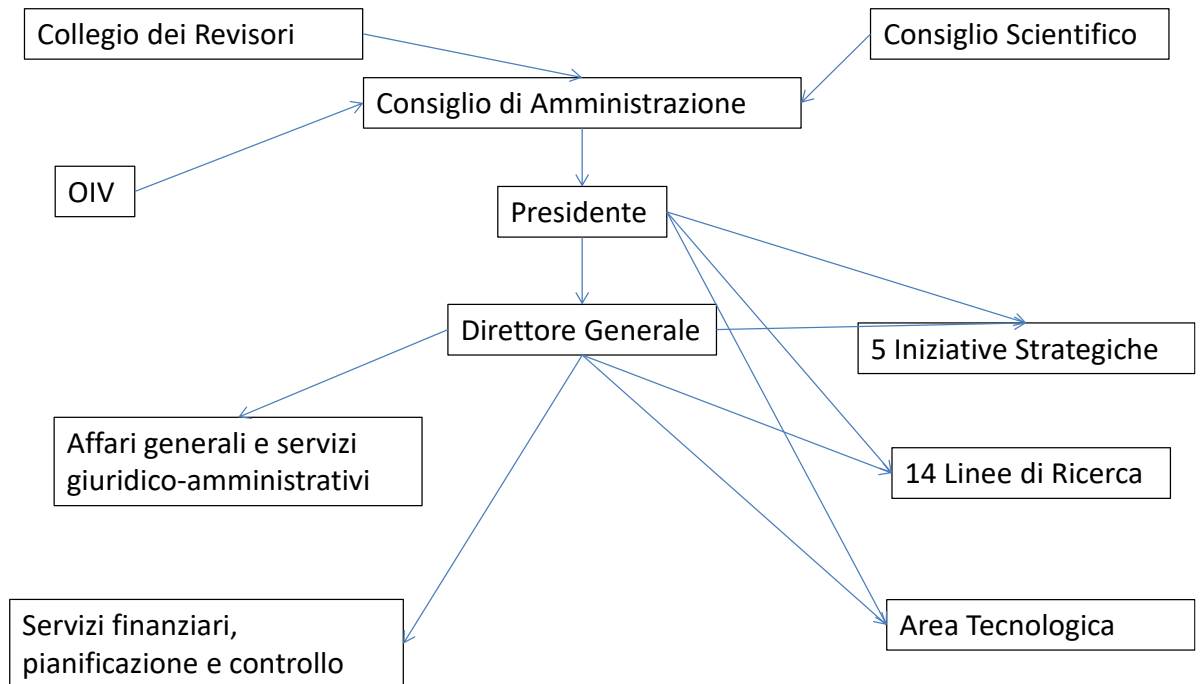 Collegio dei Revisori
Consiglio Scientifico
Consiglio di Amministrazione
OIV
Presidente
Direttore Generale
5 Iniziative Strategiche
Affari generali e servizi
giuridico-amministrativi
14 Linee di Ricerca
Servizi finanziari,
pianificazione e controllo
Area Tecnologica